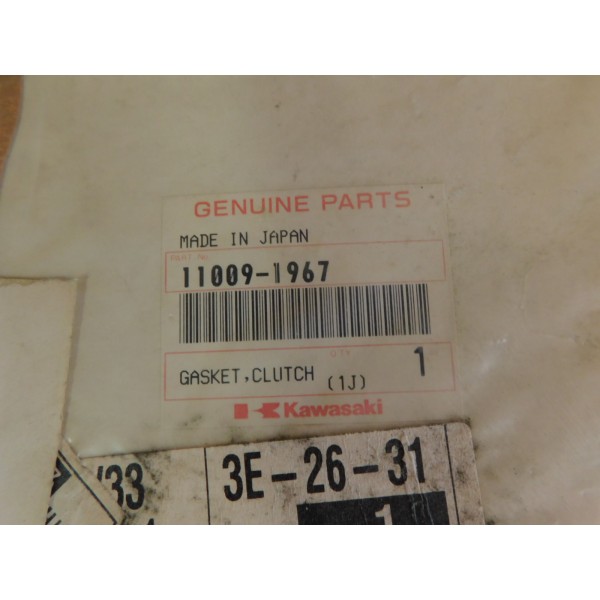 GENUINE PARTS
MADE IN JAPAN
PART No.
11009-1967
Q'TY
GASKET,CLUTCH (1J) 1
Kawasaki
33 3E-26-31
1